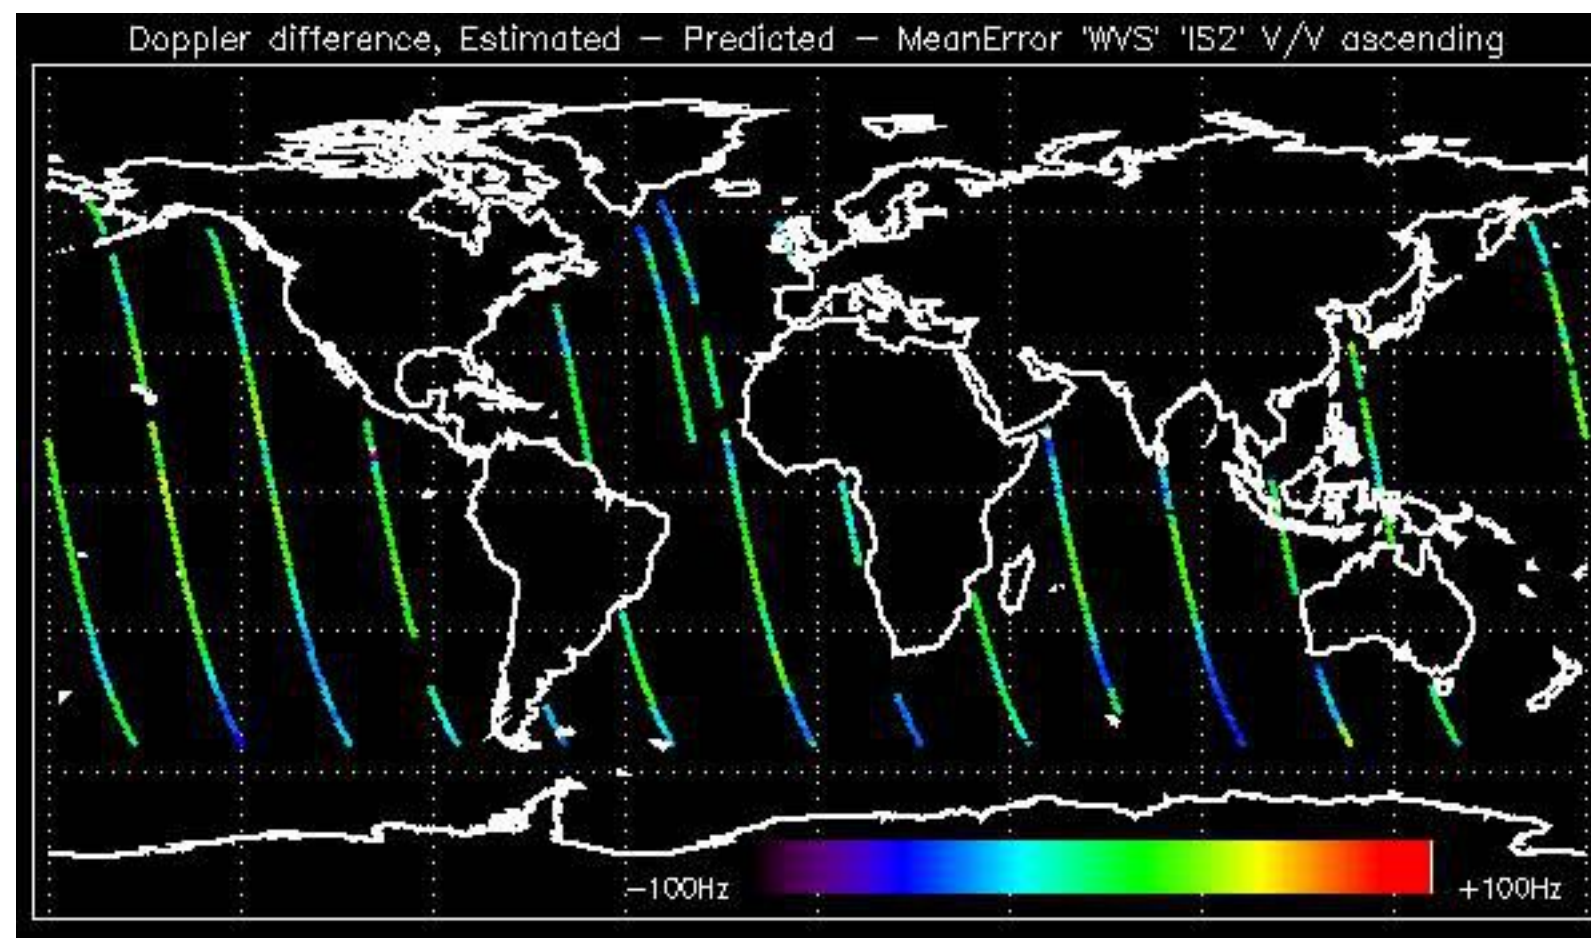 Doppler difference, Estimated – Predicted – MeanError 'WVS' 'IS2' V/V ascending
–100Hz
+100Hz